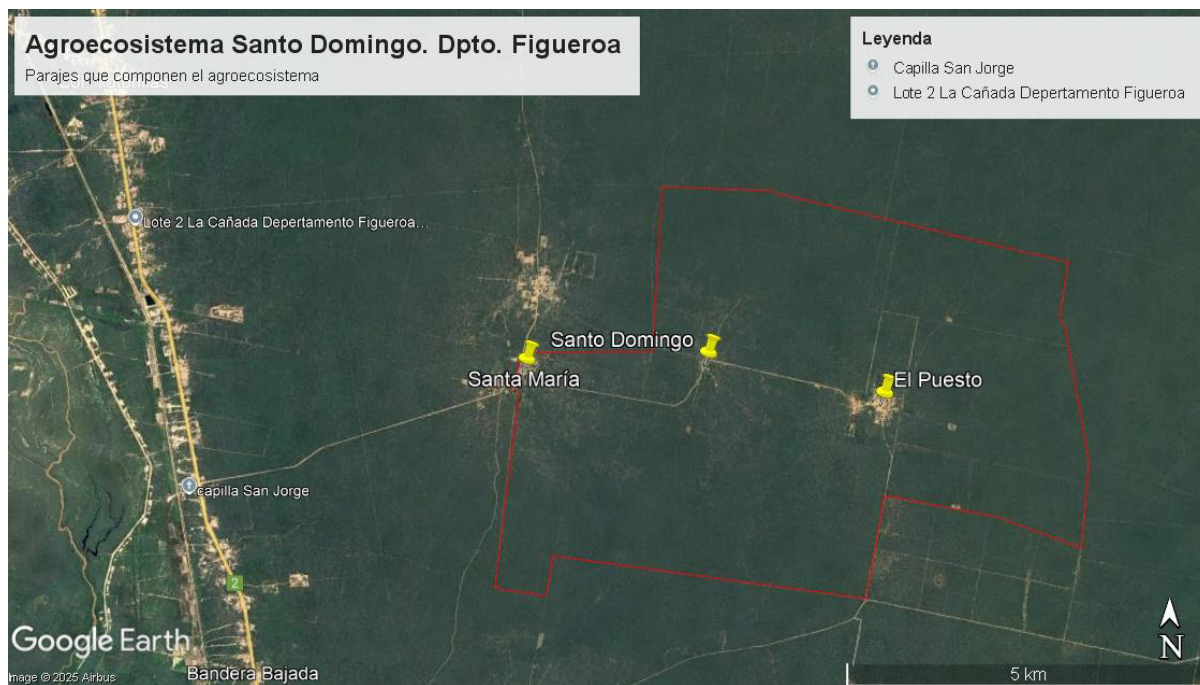 Agroecosistema Santo Domingo. Dpto. Figueroa
Parajes que componen el agroecosistema
Leyenda
Capilla San Jorge
Lote 2 La Cañada Depertamento Figueroa
Lote 2 La Cañada Depertamento Figueroa…
Santo Domingo
Santa María
El Puesto
capilla San Jorge
2
Google Earth
N
Bandera Bajada
5 km
Image © 2025 Airbus